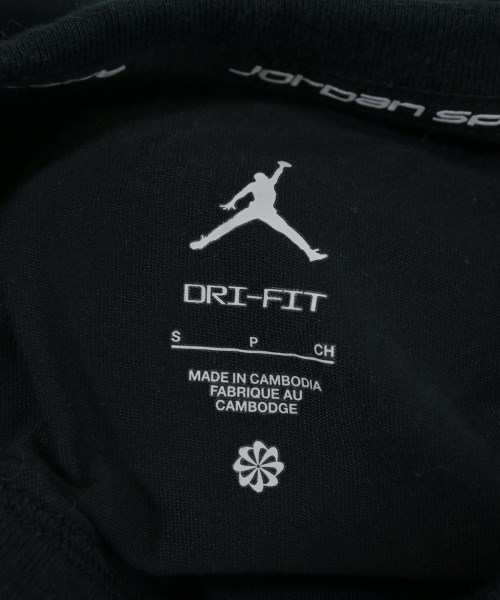 Jordan
DRI-FIT
S P CH
MADE IN CAMBODIA
FABRIQUE AU
CAMBODGE